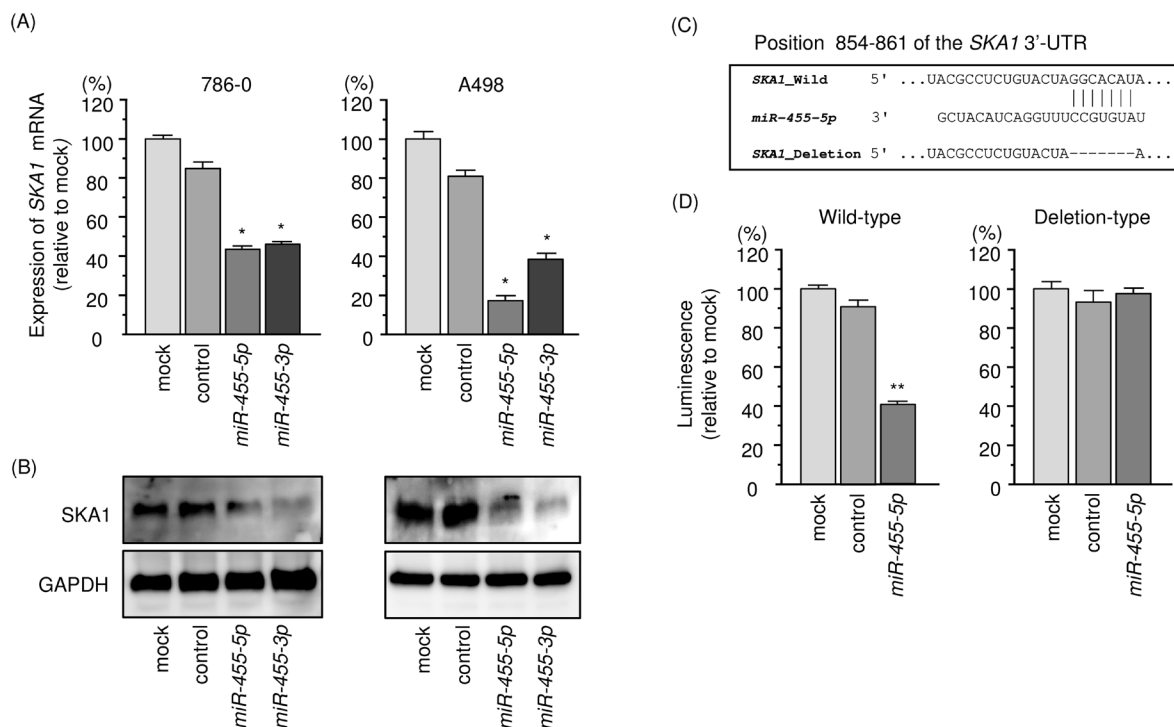 (A)
786-0
A498
Expression of SKA1 mRNA
(relative to mock)
(%)
120
100
80
60
40
20
0
*
*
mock
control
miR-455-5p
miR-455-3p
(%)
120
100
80
60
40
20
0
*
*
mock
control
miR-455-5p
miR-455-3p
(B)
SKA1
GAPDH
mock
control
miR-455-5p
miR-455-3p
mock
control
miR-455-5p
miR-455-3p
(C)
Position 854-861 of the SKA1 3'-UTR
SKA1_Wild 5' ...UACGCCUCUGUACUAGGCACAUA...
miR-455-5p 3' GCUACAUCAGGUUUCCGUGUAU
SKA1_Deletion 5' ...UACGCCUCUGUACUA-------A...
(D)
Wild-type
Deletion-type
Luminescence
(relative to mock)
(%)
120
100
80
60
40
20
0
**
mock
control
miR-455-5p
(%)
120
100
80
60
40
20
0
mock
control
miR-455-5p